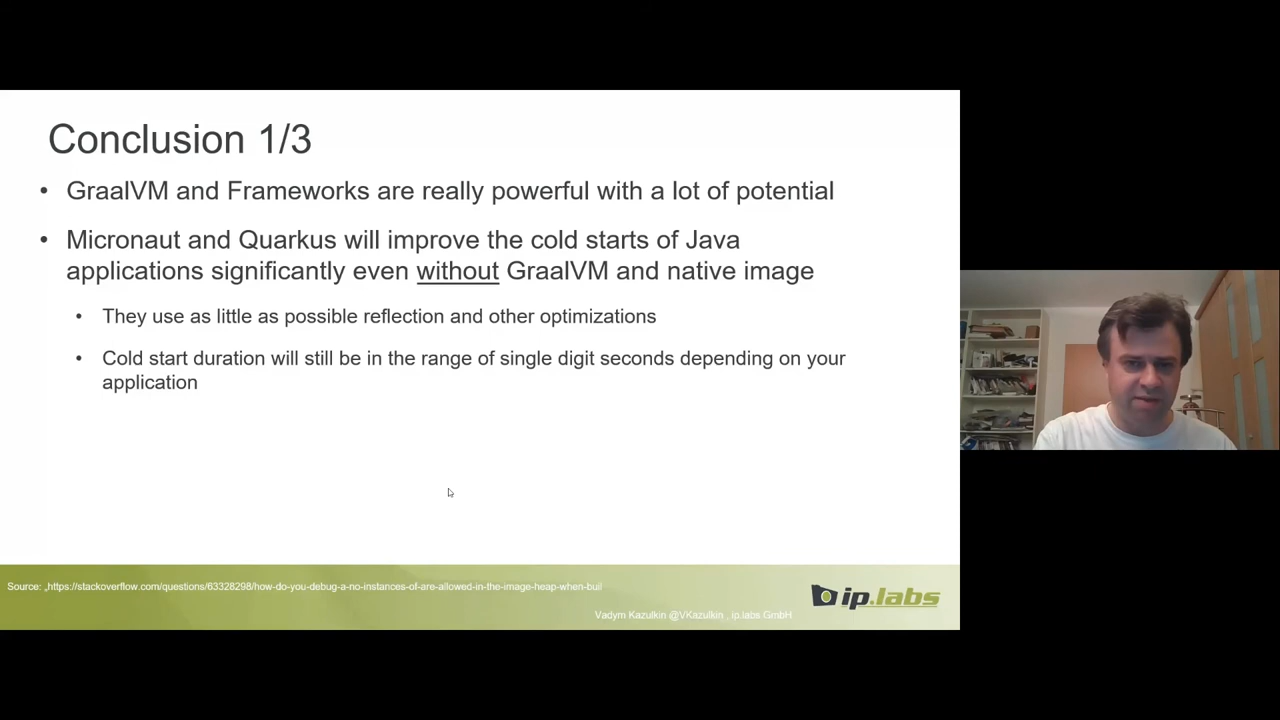 Conclusion 1/3
• GraalVM and Frameworks are really powerful with a lot of potential
• Micronaut and Quarkus will improve the cold starts of Java
applications significantly even without GraalVM and native image
• They use as little as possible reflection and other optimizations
• Cold start duration will still be in the range of single digit seconds depending on your
application
Source: „https://stackoverflow.com/questions/63328298/how-do-you-debug-a-no-instances-of-are-allowed-in-the-image-heap-when-buil
Vadym Kazulkin @VKazulkin , ip.labs GmbH
ip.labs